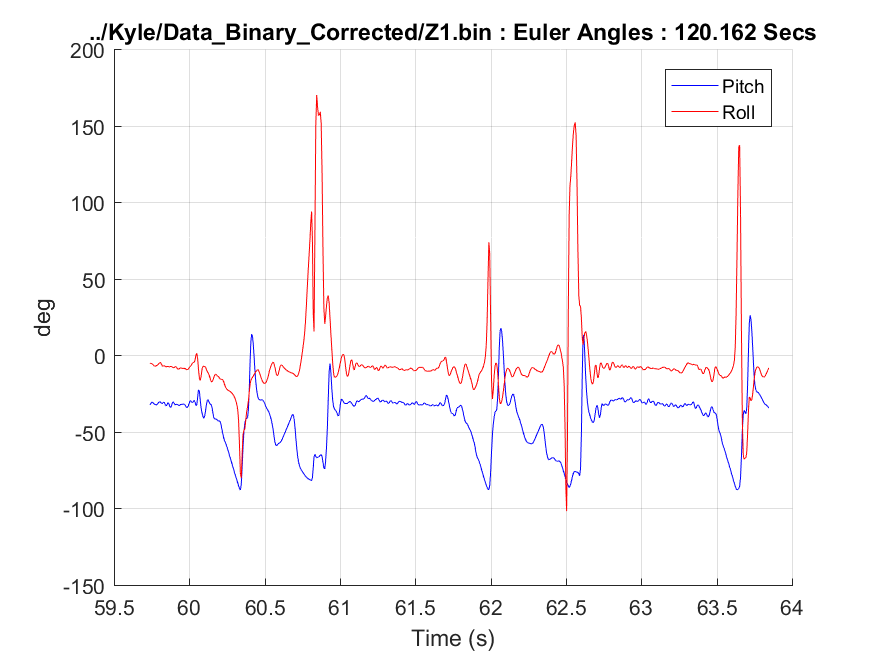 ../Kyle/Data_Binary_Corrected/Z1.bin : Euler Angles : 120.162 Secs
200
150
100
50
0
-50
-100
-150
deg
Pitch
Roll
59.5 60 60.5 61 61.5 62 62.5 63 63.5 64
Time (s)